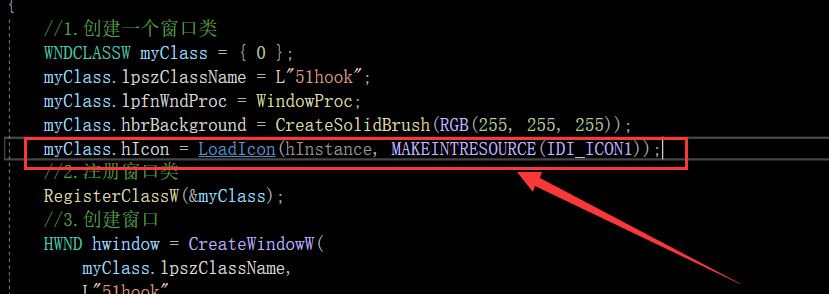 {
//1.创建一个窗口类
WNDCLASSW myClass = { 0 };
myClass.lpszClassName = L"51hook";
myClass.lpfnWndProc = WindowProc;
myClass.hbrBackground = CreateSolidBrush(RGB(255, 255, 255));
myClass.hIcon = LoadIcon(hInstance, MAKEINTRESOURCE(IDI_ICON1));
//2.注册窗口类
RegisterClassW(&myClass);
//3.创建窗口
HWND hwindow = CreateWindowW(
myClass.lpszClassName,
L"51hook"